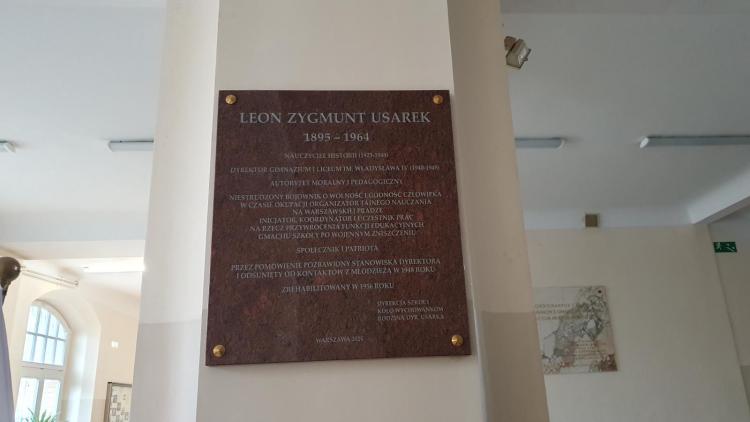 LEON ZYGMUNT USAREK
1895 – 1964
NAUCZYCIEL HISTORII
DYREKTOR GIMNAZJUM I LICEUM IM. WŁADYSŁAWA IV
AUTORYTET MORALNY I PEDAGOGICZNY
NIESTRUDZONY BOJOWNIK O WOLNOŚĆ I GODNOŚĆ CZŁOWIEKA
W CZASIE OKUPACJI ORGANIZATOR TAJNEGO NAUCZANIA
NA WARSZAWSKIEJ PRADZE
INICJATOR, KOORDYNATOR I UCZESTNIK PRAC
NA RZECZ PRZYWRÓCENIA FUNKCJI EDUKACYJNYCH
GMACHU SZKOŁY PO WOJENNYM ZNISZCZENIU
SPOŁECZNIK I PATRIOTA
PRZEZ POMÓWIENIE POZBAWIONY STANOWISKA DYREKTORA
I ODSUNIĘTY OD KONTAKTÓW Z MŁODZIEŻĄ W 1948 ROKU
ZREHABILITOWANY W 1956 ROKU
DYREKCJA SZKOŁY
KOŁO WYCHOWANKÓW
RODZINA DYR. USARKA
WARSZAWA